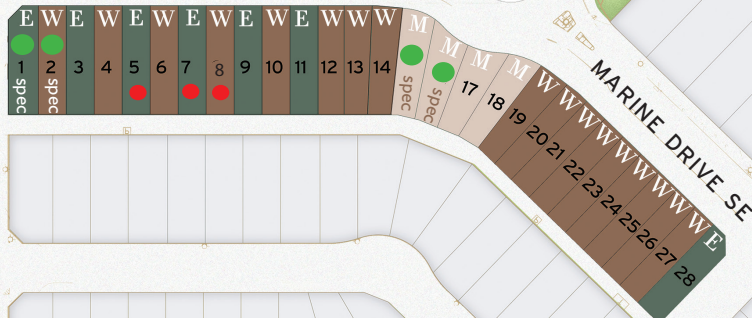 E W E W E W E W E W E W W W M M M M W W W W W W W W W E
1 2 3 4 5 6 7 8 9 10 11 12 13 14 17 18 19 20 21 22 23 24 25 26 27 28
spec spec spec spec
MARINE DRIVE SE